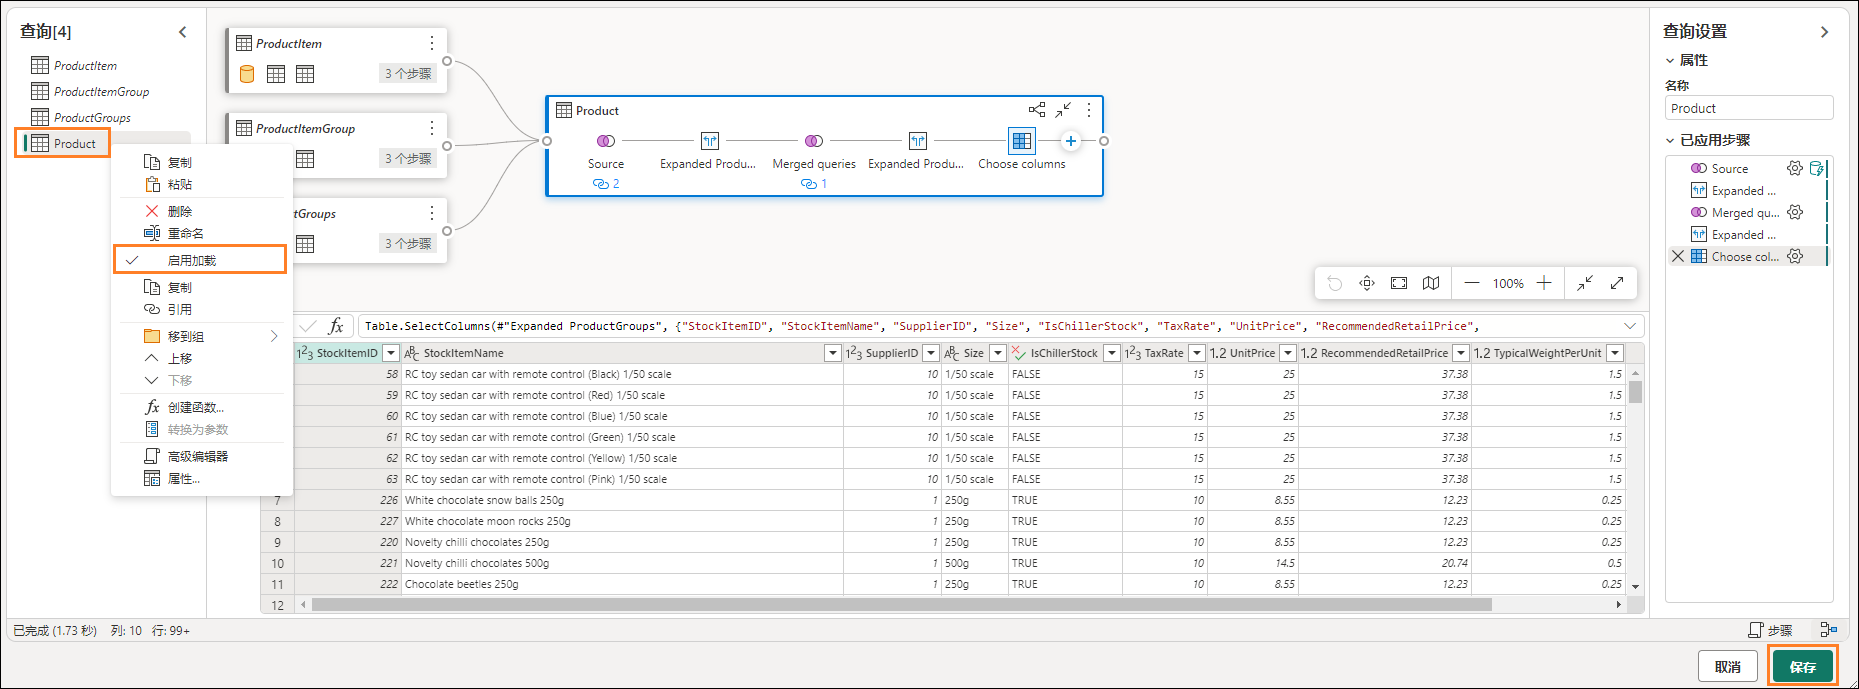 查询[4]
ProductItem
ProductItemGroup
ProductGroups
Product
复制
粘贴
删除
重命名
启用加载
复制
引用
移到组
上移
下移
创建函数...
转换为参数
高级编辑器
属性...
ProductItem
3 个步骤
ProductItemGroup
3 个步骤
ctGroups
3 个步骤
Product
Source
Expanded Produ...
Merged queries
Expanded Produ...
Choose columns
2
1
100%
fx Table.SelectColumns(#"Expanded ProductGroups", {"StockItemID", "StockItemName", "SupplierID", "Size", "IsChillerStock", "TaxRate", "UnitPrice", "RecommendedRetailPrice",
1²3 StockItemID ABC StockItemName 1²3 SupplierID ABC Size IsChillerStock 1²3 TaxRate 1.2 UnitPrice 1.2 RecommendedRetailPrice 1.2 TypicalWeightPerUnit
58 RC toy sedan car with remote control (Black) 1/50 scale 10 1/50 scale FALSE 15 25 37.38 1.5
59 RC toy sedan car with remote control (Red) 1/50 scale 10 1/50 scale FALSE 15 25 37.38 1.5
60 RC toy sedan car with remote control (Blue) 1/50 scale 10 1/50 scale FALSE 15 25 37.38 1.5
61 RC toy sedan car with remote control (Green) 1/50 scale 10 1/50 scale FALSE 15 25 37.38 1.5
62 RC toy sedan car with remote control (Yellow) 1/50 scale 10 1/50 scale FALSE 15 25 37.38 1.5
63 RC toy sedan car with remote control (Pink) 1/50 scale 10 1/50 scale FALSE 15 25 37.38 1.5
7 226 White chocolate snow balls 250g 1 250g TRUE 10 8.55 12.23 0.25
8 227 White chocolate moon rocks 250g 1 250g TRUE 10 8.55 12.23 0.25
9 220 Novelty chilli chocolates 250g 1 250g TRUE 10 8.55 12.23 0.25
10 221 Novelty chilli chocolates 500g 1 500g TRUE 10 14.5 20.74 0.5
11 222 Chocolate beetles 250g 1 250g TRUE 10 8.55 12.23 0.25
12
查询设置
属性
名称
Product
已应用步骤
Source
Expanded ...
Merged qu...
Expanded ...
Choose col...
已完成 (1.73 秒) 列: 10 行: 99+
步骤
取消
保存